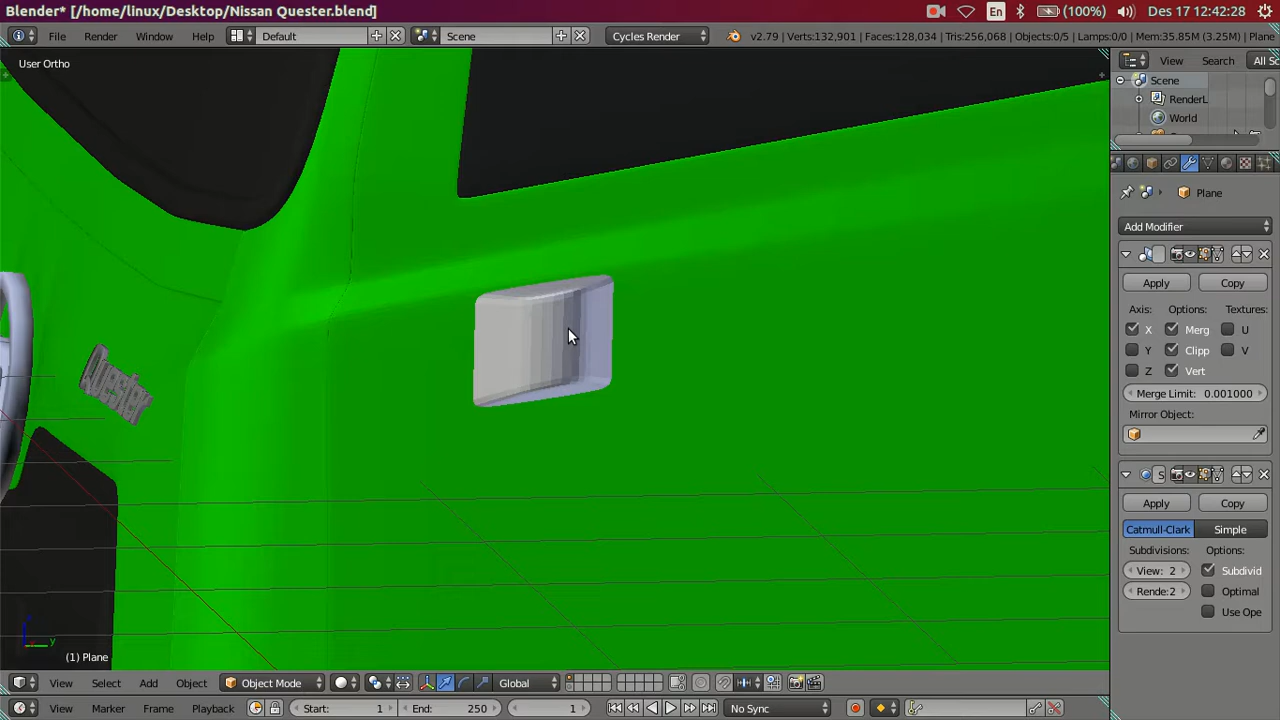 Blender* [/home/linux/Desktop/Nissan Quester.blend]
En (100%) Des 17 12:42:28
File Render Window Help Default Scene Cycles Render v2.79 | Verts:132,901 | Faces:128,034 | Tris:256,068 | Objects:0/5 | Lamps:0/0 | Mem:35.85M (3.25M) | Plane
User Ortho
View Search All Sc
Scene
RenderL
World
Plane
Add Modifier
Apply Copy
Axis: Options: Textures:
X Merg U
Y Clipp V
Z Vert
Merge Limit: 0.001000
Mirror Object:
S
Apply Copy
Catmull-Clark Simple
Subdivisions: Options:
View: 2 Subdivid
Rende:2 Optimal
Use Ope
z y
(1) Plane
View Select Add Object Object Mode Global
View Marker Frame Playback Start: 1 End: 250 1 No Sync